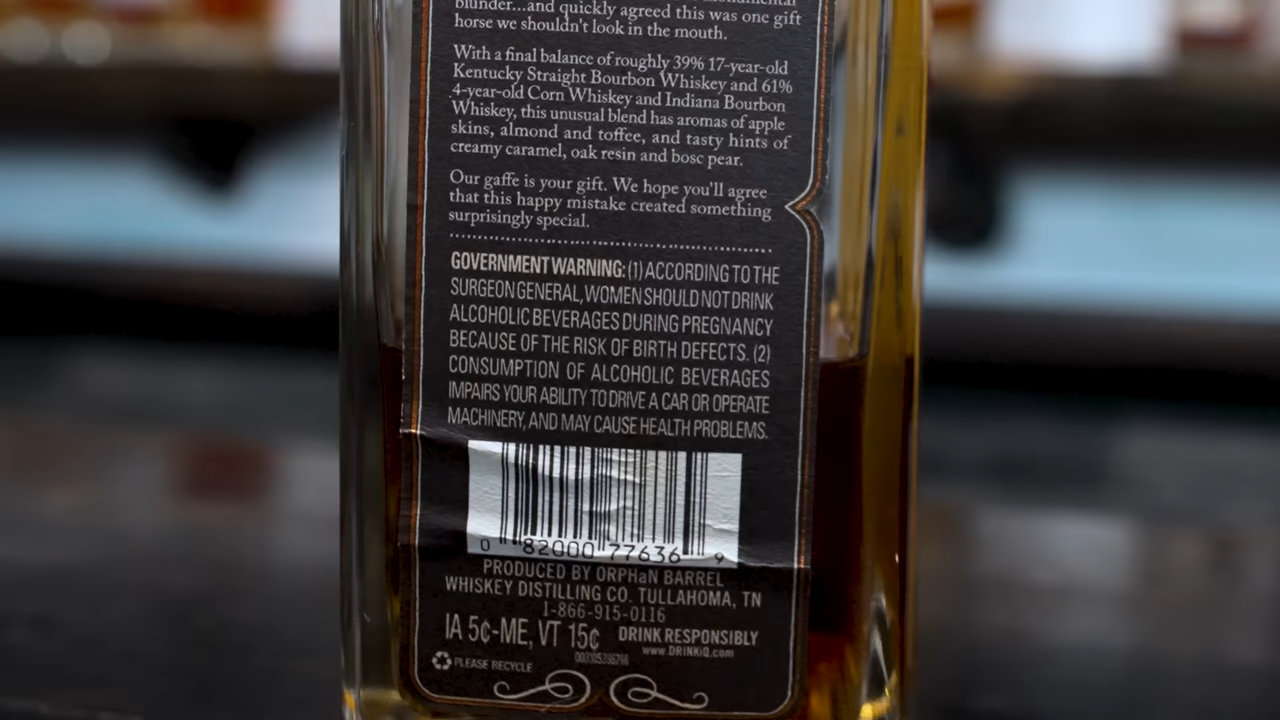 blunder...and quickly agreed this was one gift
horse we shouldn't look in the mouth.
With a final balance of roughly 39% 17-year-old
Kentucky Straight Bourbon Whiskey and 61%
4-year-old Corn Whiskey and Indiana Bourbon
Whiskey, this unusual blend has aromas of apple
skins, almond and toffee, and tasty hints of
creamy caramel, oak resin and bosc pear.
Our gaffe is your gift. We hope you'll agree
that this happy mistake created something
surprisingly special.
GOVERNMENT WARNING: (1) ACCORDING TO THE
SURGEON GENERAL, WOMEN SHOULD NOT DRINK
ALCOHOLIC BEVERAGES DURING PREGNANCY
BECAUSE OF THE RISK OF BIRTH DEFECTS. (2)
CONSUMPTION OF ALCOHOLIC BEVERAGES
IMPAIRS YOUR ABILITY TO DRIVE A CAR OR OPERATE
MACHINERY, AND MAY CAUSE HEALTH PROBLEMS.
0 82000 77636 9
PRODUCED BY ORPHaN BARREL
WHISKEY DISTILLING CO. TULLAHOMA, TN
1-866-915-0116
IA 5¢-ME, VT 15¢ DRINK RESPONSIBLY
www.DRINKiQ.com
PLEASE RECYCLE